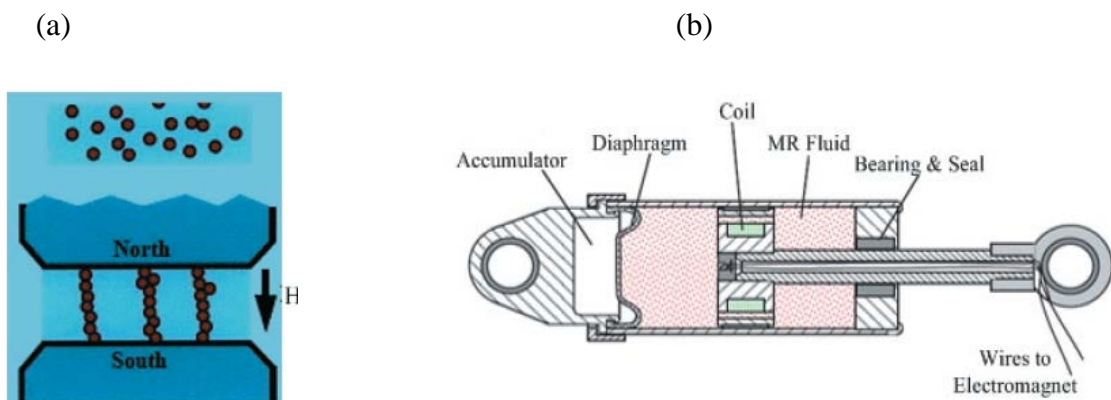 (a)
(b)
North
South
:H
Coil
Diaphragm
MR Fluid
Accumulator
Bearing & Seal
Wires to
Electromagnet